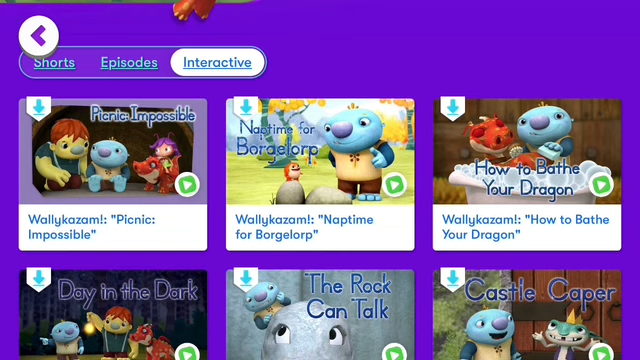 Shorts Episodes Interactive
Picnic: Impossible
Naptime for
Borgelorp
How to Bathe
Your Dragon
Wallykazam!: "Picnic:
Impossible"
Wallykazam!: "Naptime
for Borgelorp"
Wallykazam!: "How to Bathe
Your Dragon"
Day in the Dark
The Rock
Can Talk
Castle Caper